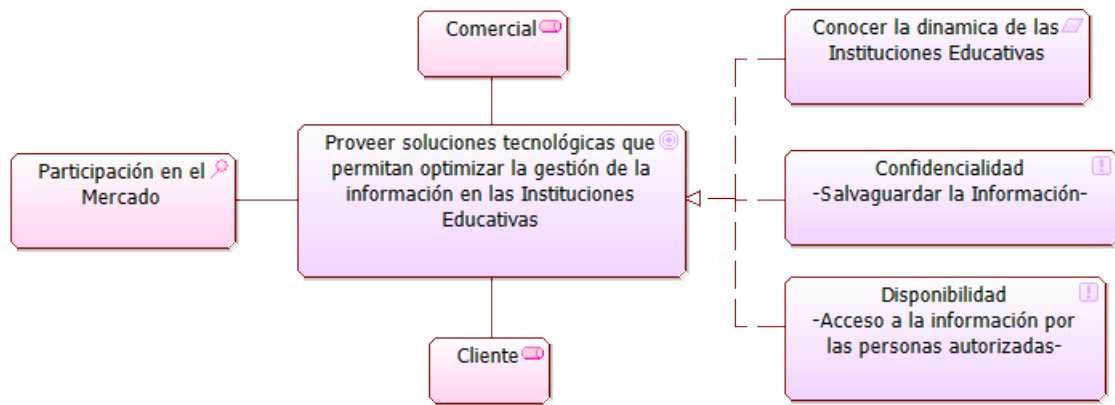 Comercial
Conocer la dinamica de las
Instituciones Educativas
Participación en el
Mercado
Proveer soluciones tecnológicas que
permitan optimizar la gestión de la
información en las Instituciones
Educativas
Confidencialidad
-Salvaguardar la Información-
Disponibilidad
-Acceso a la información por
las personas autorizadas-
Cliente